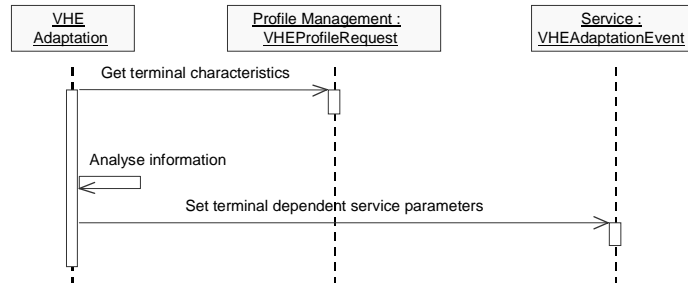 VHE
Adaptation
Profile Management :
VHEProfileRequest
Service :
VHEAdaptationEvent
Get terminal characteristics
Analyse information
Set terminal dependent service parameters